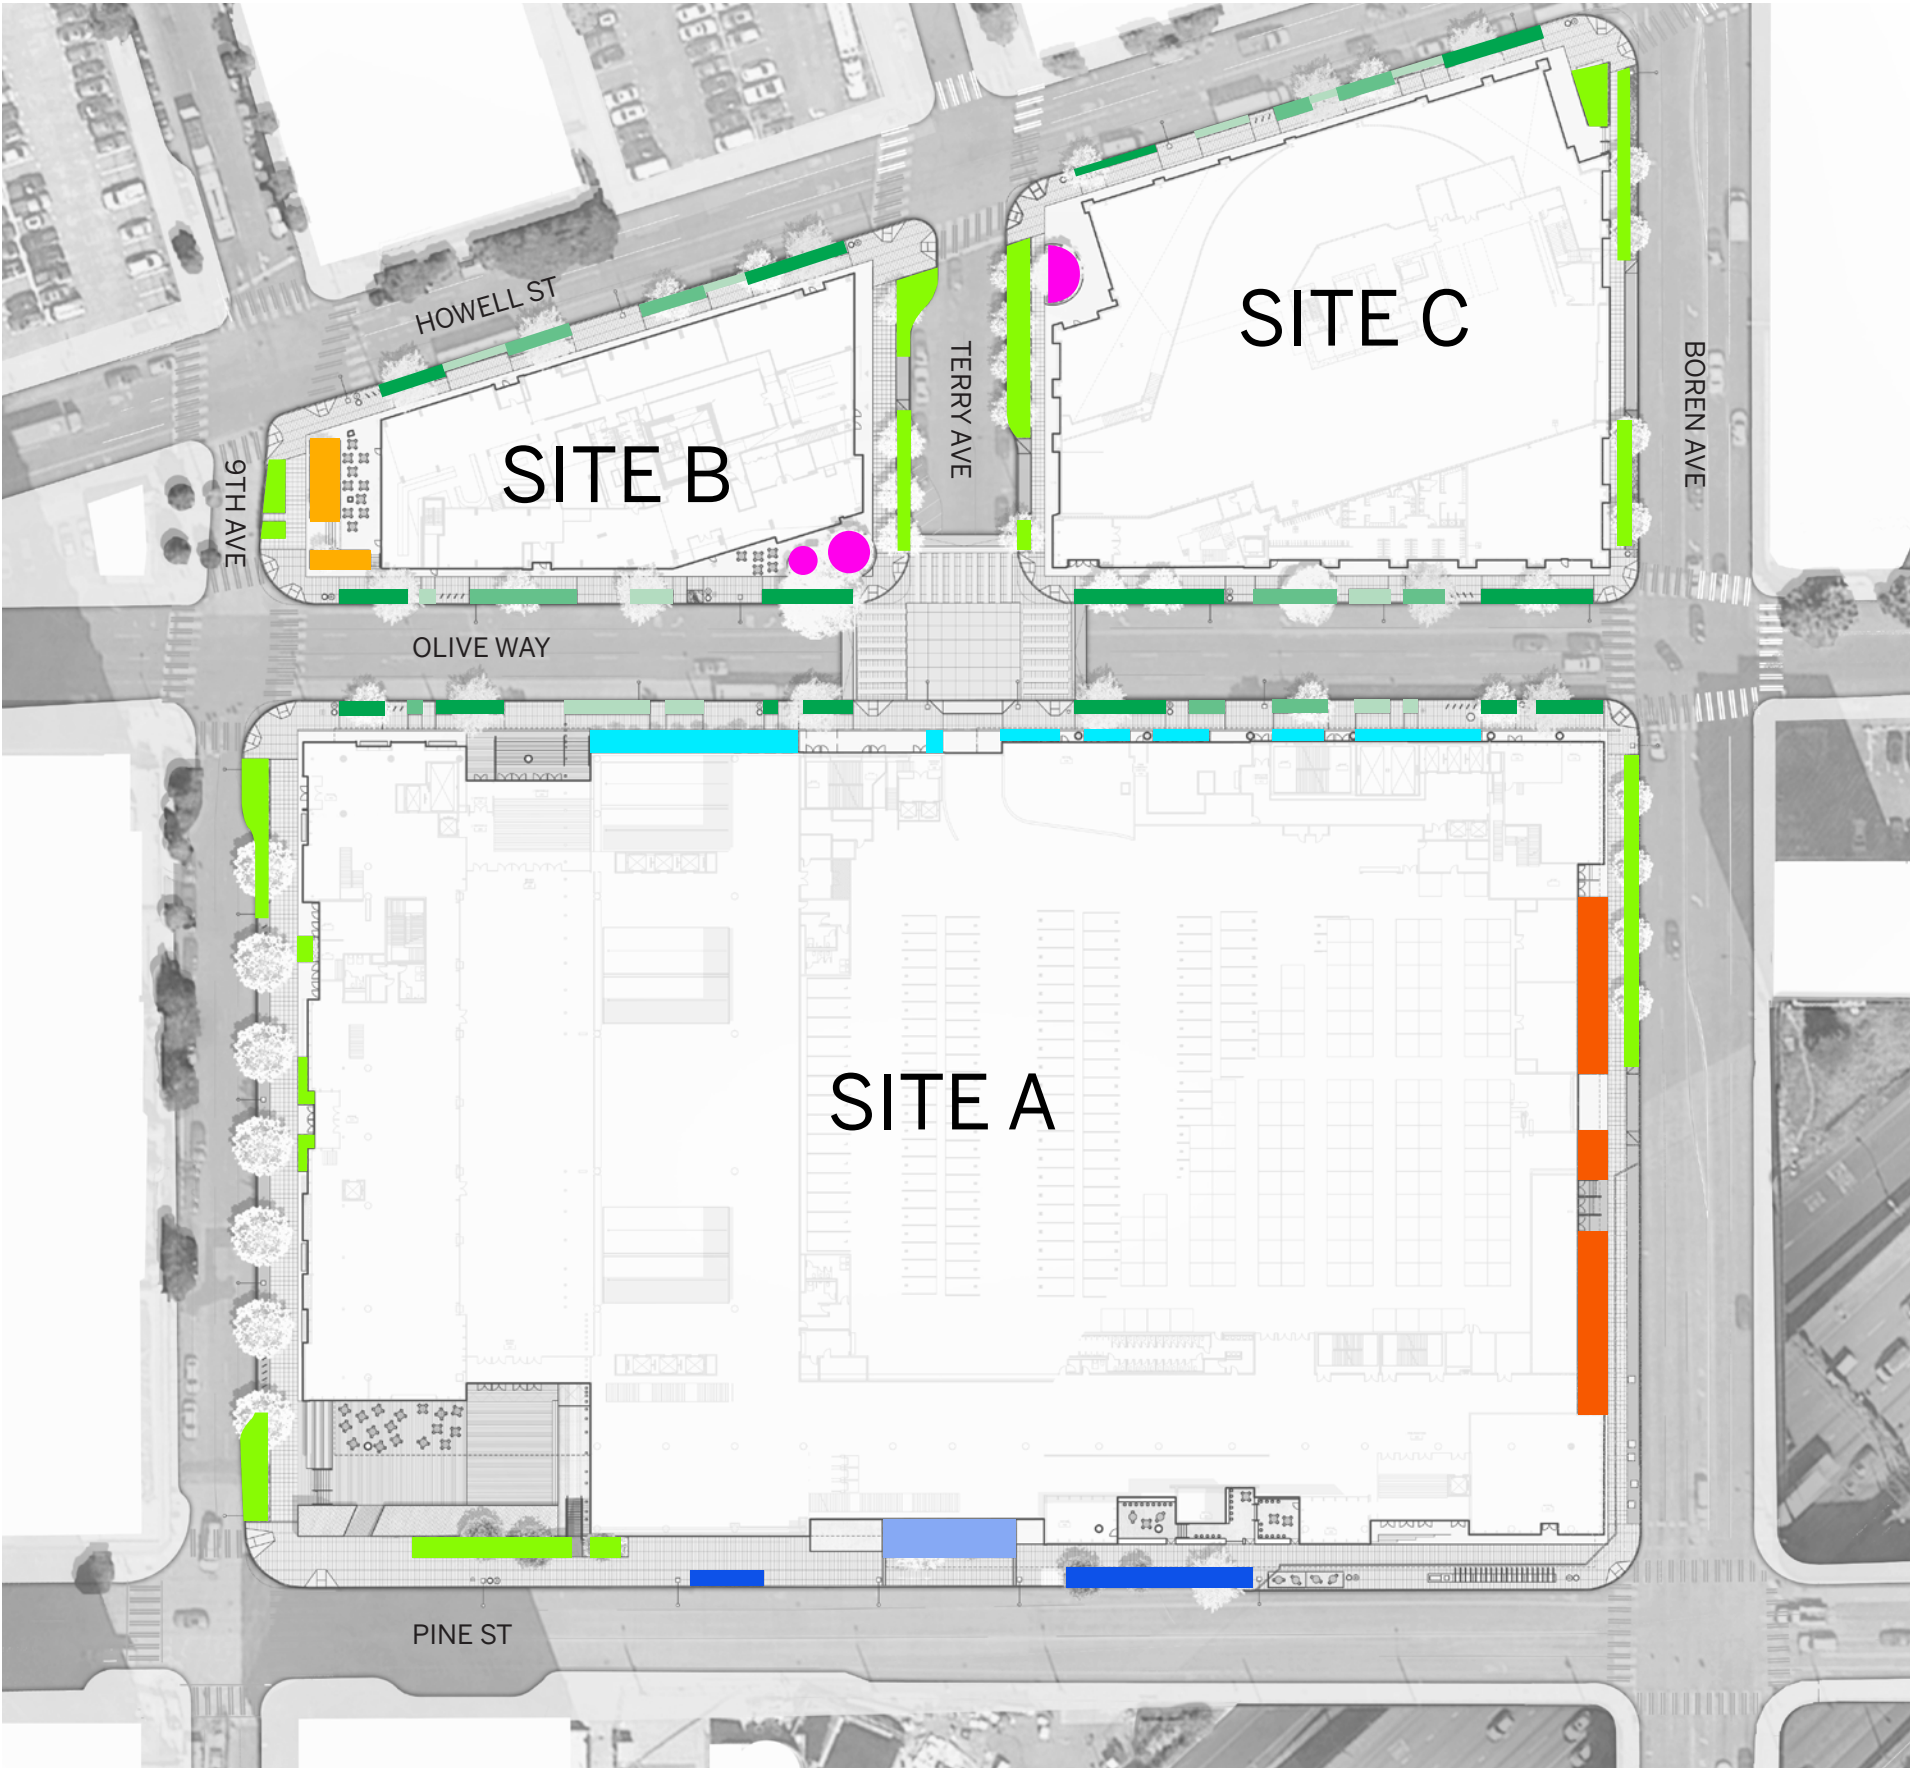 HOWELL ST
SITE C
TERRY AVE
BOREN AVE
SITE B
9TH AVE
OLIVE WAY
SITE A
PINE ST